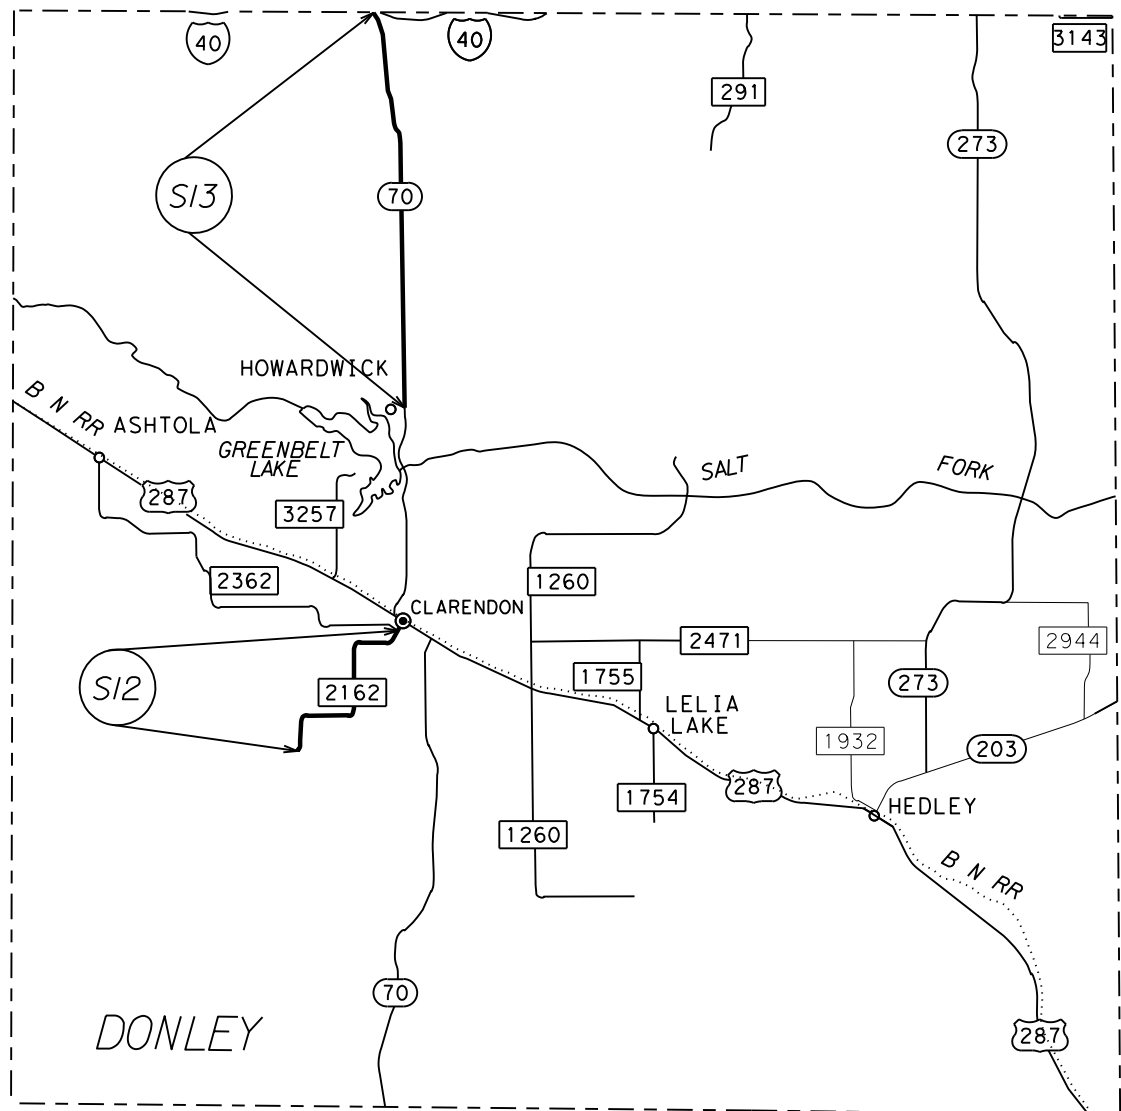 40
40
3143
291
273
S13
70
HOWARDWICK
B N RR
ASHTOLA
GREENBELT
LAKE
SALT
FORK
287
3257
2362
1260
CLARENDON
2471
2944
S12
2162
1755
273
LELIA
LAKE
1932
203
287
1754
HEDLEY
1260
B N RR
70
DONLEY
287